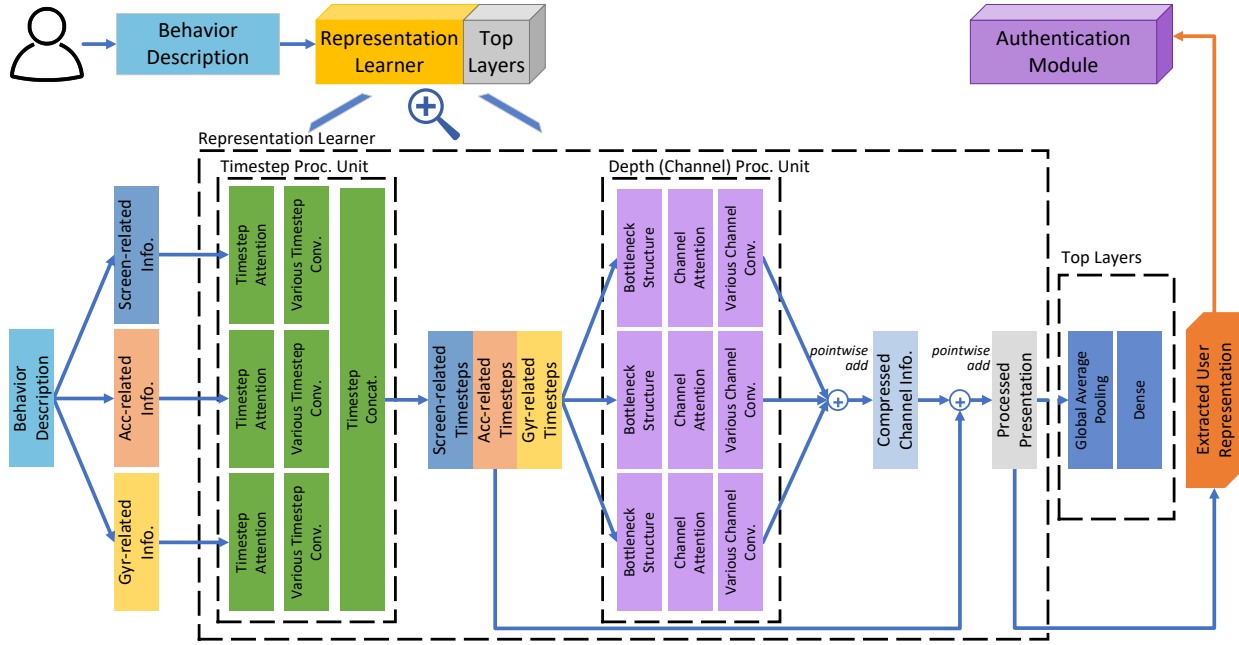 Behavior
Description
Representation
Learner
Top
Layers
Authentication
Module
Representation Learner
Timestep Proc. Unit
Depth (Channel) Proc. Unit
Top Layers
Behavior
Description
Screen-related
Info.
Acc-related
Info.
Gyr-related
Info.
Timestep
Attention
Various Timestep
Conv.
Timestep
Attention
Various Timestep
Conv.
Timestep
Attention
Various Timestep
Conv.
Timestep
Concat.
Screen-related
Timesteps
Acc-related
Timesteps
Gyr-related
Timesteps
Bottleneck
Structure
Channel
Attention
Various Channel
Conv.
Bottleneck
Structure
Channel
Attention
Various Channel
Conv.
Bottleneck
Structure
Channel
Attention
Various Channel
Conv.
pointwise
add
Compressed
Channel Info.
pointwise
add
Processed
Presentation
Global Average
Pooling
Dense
Extracted User
Representation